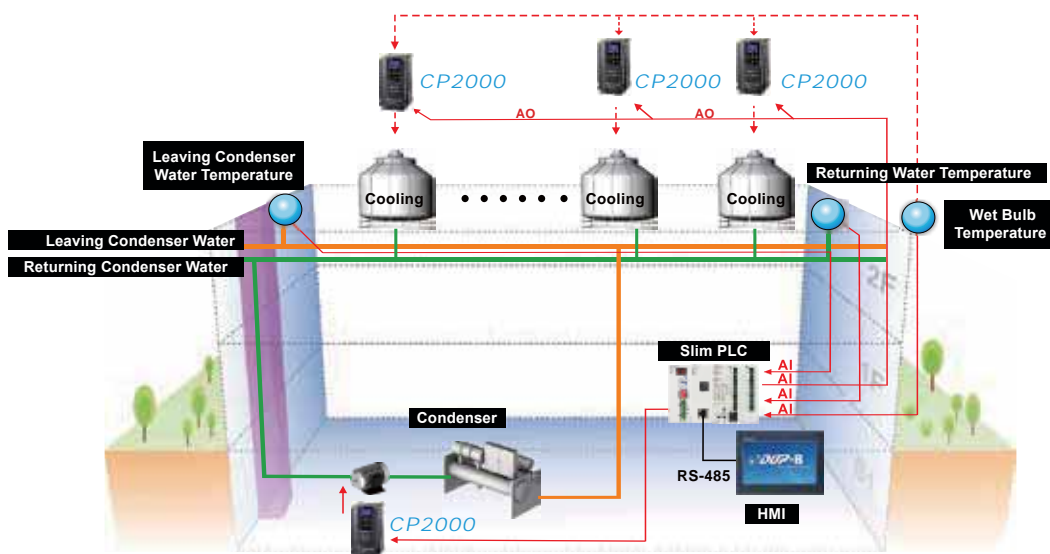 CP2000
CP2000
CP2000
AO
AO
Leaving Condenser
Water Temperature
Returning Water Temperature
Cooling
Cooling
Cooling
Wet Bulb
Temperature
Leaving Condenser Water
Returning Condenser Water
2F
Slim PLC
AI
AI
1F
AI
AI
Condenser
DOP-B
RS-485
HMI
CP2000